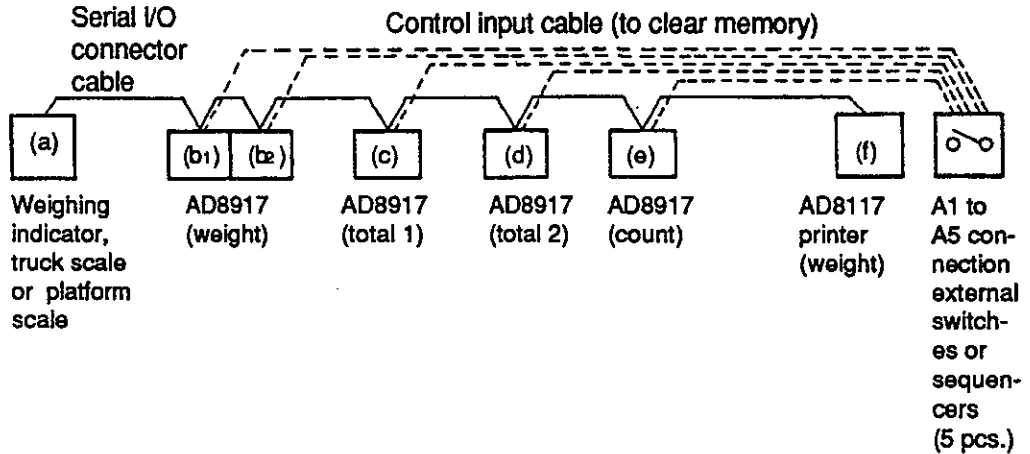 Serial I/O
connector
cable
Control input cable (to clear memory)
(a)
(b1)
(b2)
(c)
(d)
(e)
(f)
Weighing
indicator,
truck scale
or platform
scale
AD8917
(weight)
AD8917
(total 1)
AD8917
(total 2)
AD8917
(count)
AD8117
printer
(weight)
A1 to
A5 con-
nection
external
switch-
es or
sequen-
cers
(5 pcs.)